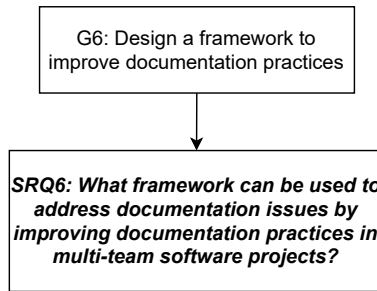 G6: Design a framework to
improve documentation practices
SRQ6: What framework can be used to
address documentation issues by
improving documentation practices in
multi-team software projects?